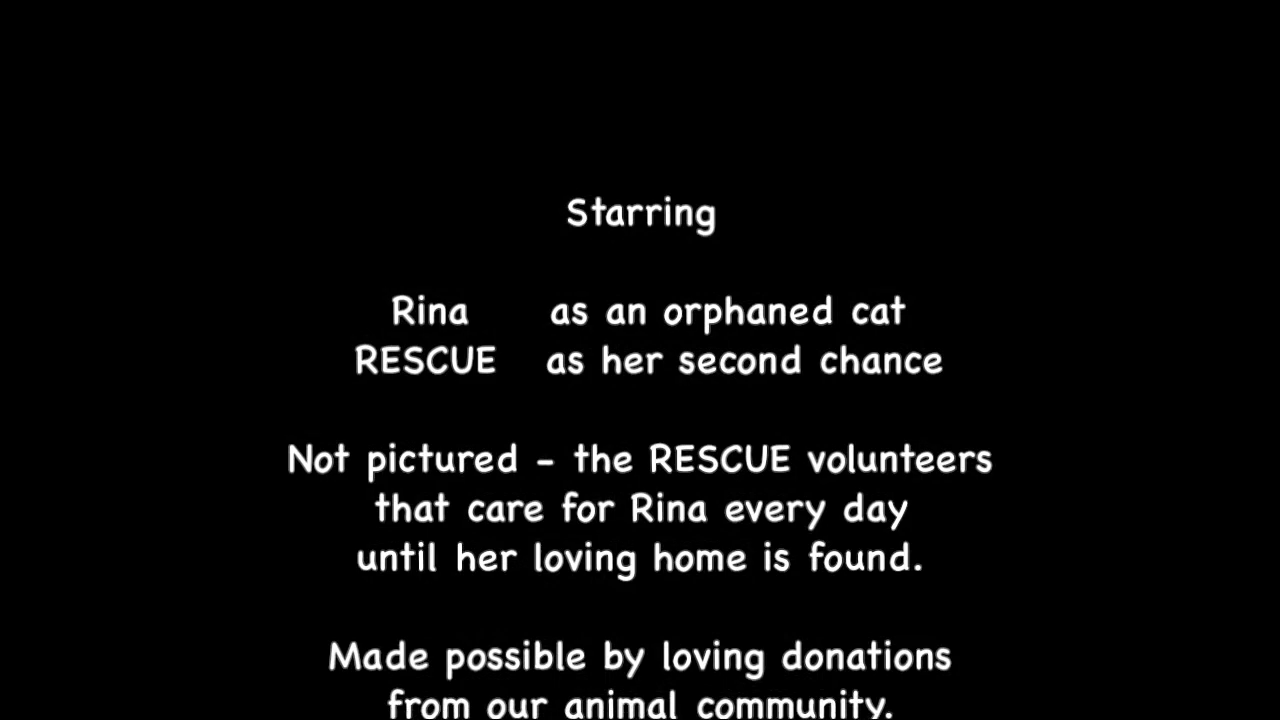 Starring
Rina as an orphaned cat
RESCUE as her second chance
Not pictured - the RESCUE volunteers
that care for Rina every day
until her loving home is found.
Made possible by loving donations
from our animal community.